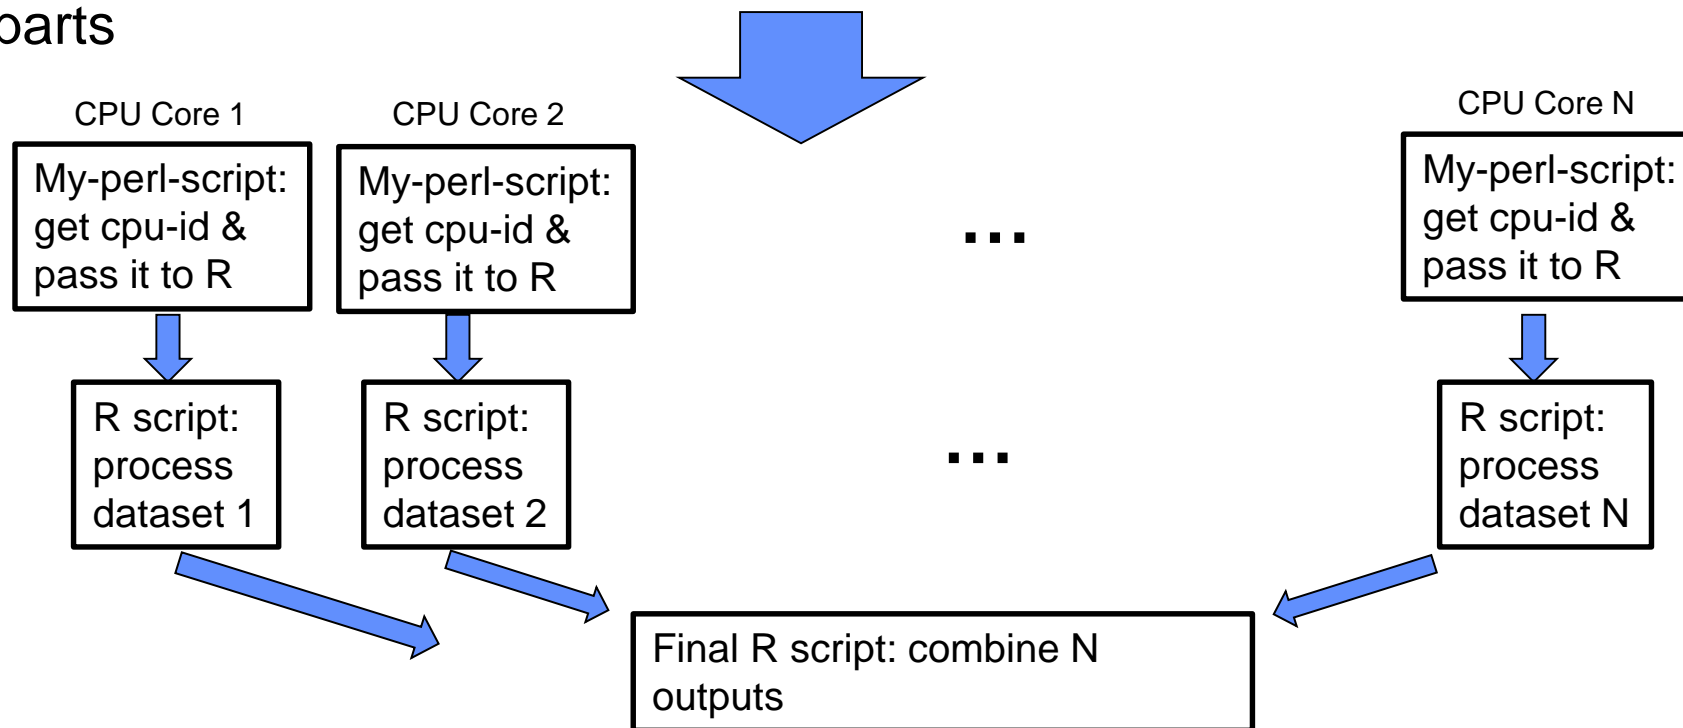 parts
CPU Core 1
CPU Core 2
CPU Core N
My-perl-script:
get cpu-id &
pass it to R
My-perl-script:
get cpu-id &
pass it to R
...
My-perl-script:
get cpu-id &
pass it to R
R script:
process
dataset 1
R script:
process
dataset 2
...
R script:
process
dataset N
Final R script: combine N
outputs